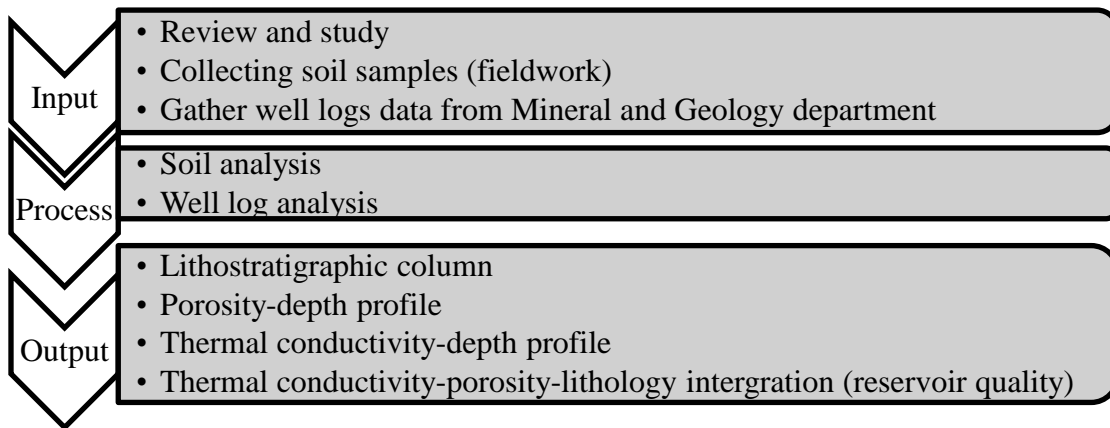 Input
• Review and study
• Collecting soil samples (fieldwork)
• Gather well logs data from Mineral and Geology department
Process
• Soil analysis
• Well log analysis
Output
• Lithostratigraphic column
• Porosity-depth profile
• Thermal conductivity-depth profile
• Thermal conductivity-porosity-lithology intergration (reservoir quality)